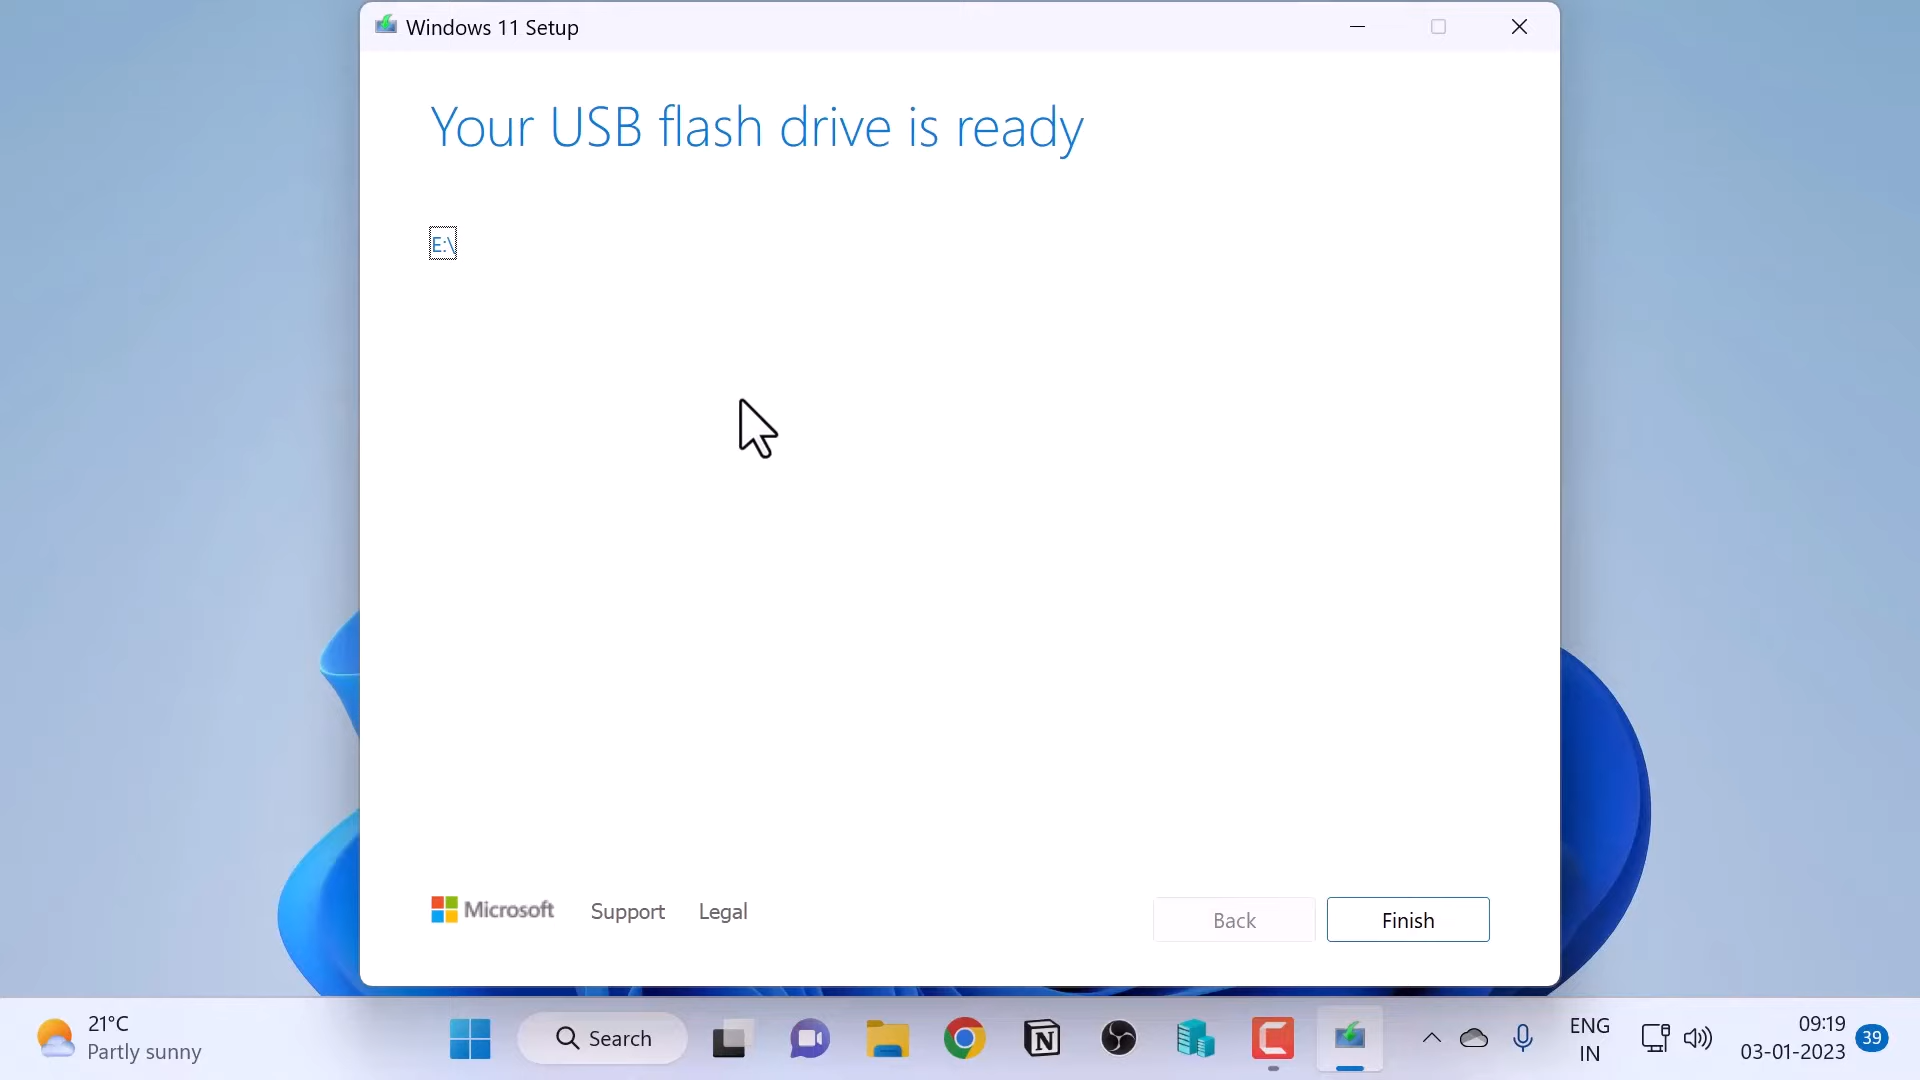 Windows 11 Setup
Your USB flash drive is ready
E:\
Microsoft
Support
Legal
Back
Finish
21°C
Partly sunny
Search
N
ENG
IN
09:19
03-01-2023
39